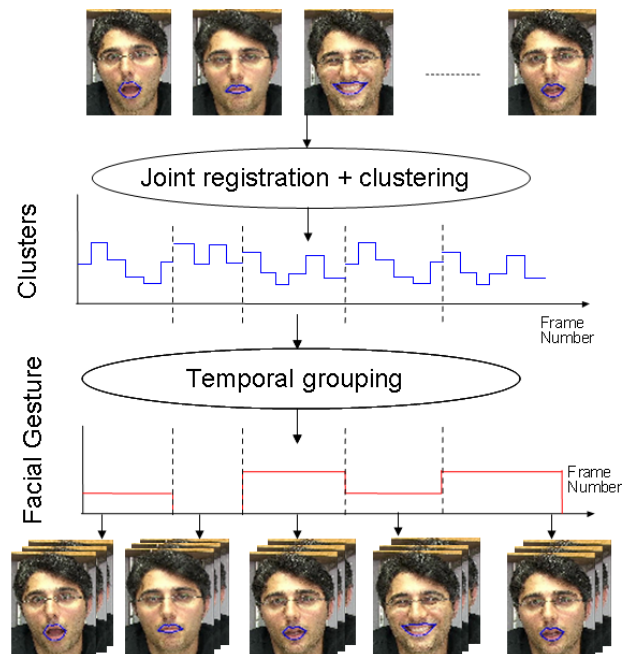 Joint registration + clustering
Clusters
Frame
Number
Temporal grouping
Facial Gesture
Frame
Number